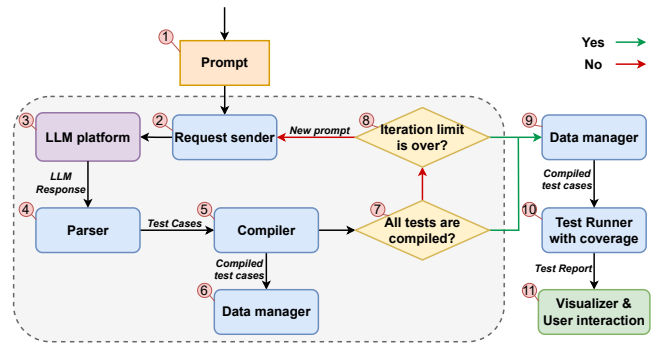 1
Prompt
Yes
No
3
LLM platform
2
Request sender
New prompt
8
Iteration limit
is over?
9
Data manager
LLM
Response
Compiled
test cases
4
Parser
Test Cases
5
Compiler
7
All tests are
compiled?
10
Test Runner
with coverage
Compiled
test cases
6
Data manager
Test Report
11
Visualizer &
User interaction